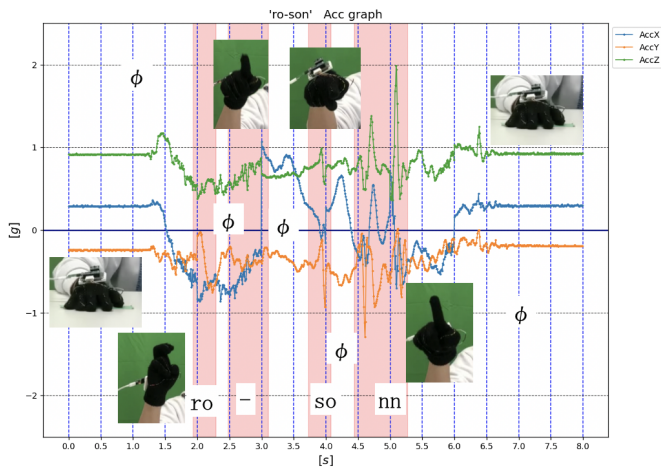 'ro-son' Acc graph
AccX
AccY
AccZ
[g]
2
1
0
−1
−2
ϕ
ϕ
ϕ
ϕ
ϕ
ro
−
so
nn
0.0 0.5 1.0 1.5 2.0 2.5 3.0 3.5 4.0 4.5 5.0 5.5 6.0 6.5 7.0 7.5 8.0
[s]